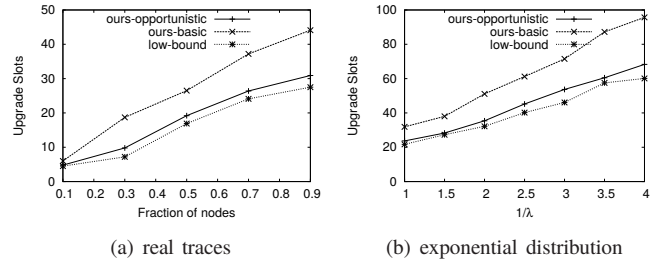 50
40
30
20
10
0
Upgrade Slots
ours-opportunistic
ours-basic
low-bound
0.1 0.3 0.5 0.7 0.9
Fraction of nodes
(a) real traces
100
80
60
40
20
0
Upgrade Slots
ours-opportunistic
ours-basic
low-bound
1 1.5 2 2.5 3 3.5 4
1/λ
(b) exponential distribution